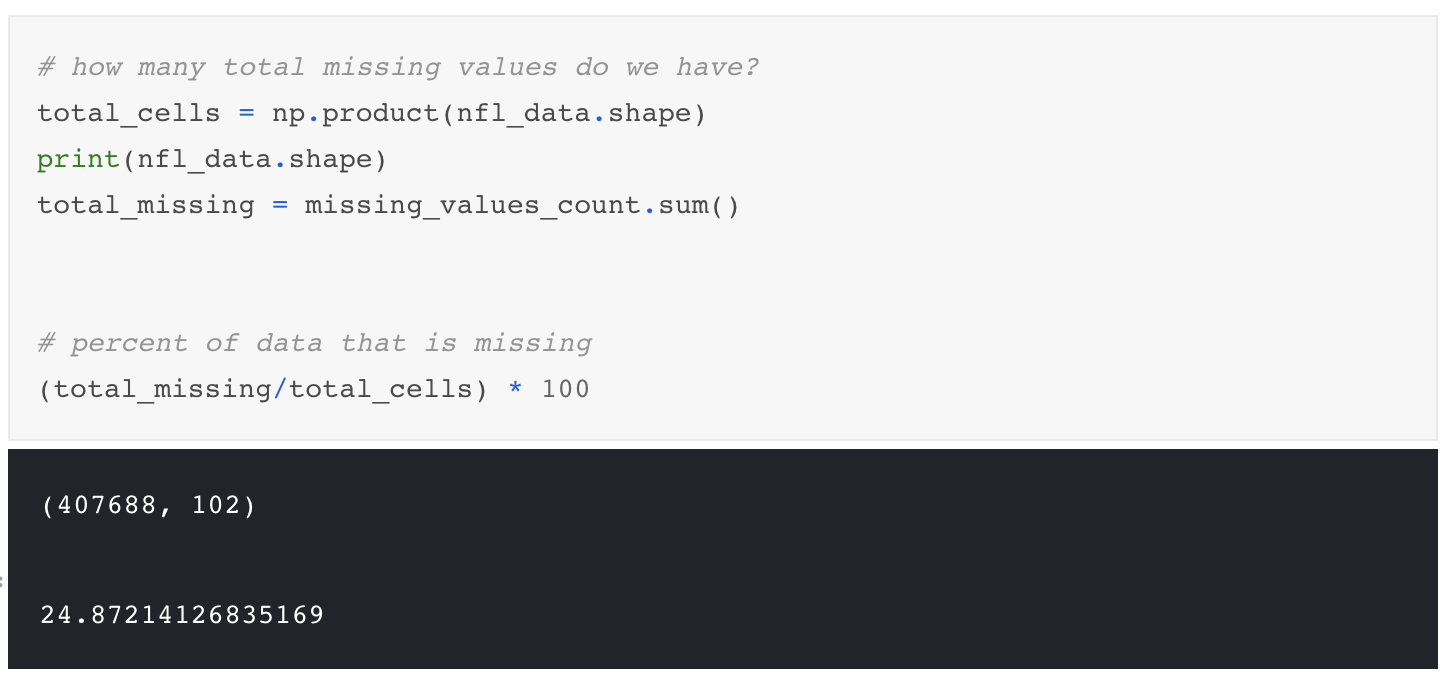 # how many total missing values do we have?
total_cells = np.product(nfl_data.shape)
print(nfl_data.shape)
total_missing = missing_values_count.sum()
# percent of data that is missing
(total_missing/total_cells) * 100
(407688, 102)
24.87214126835169